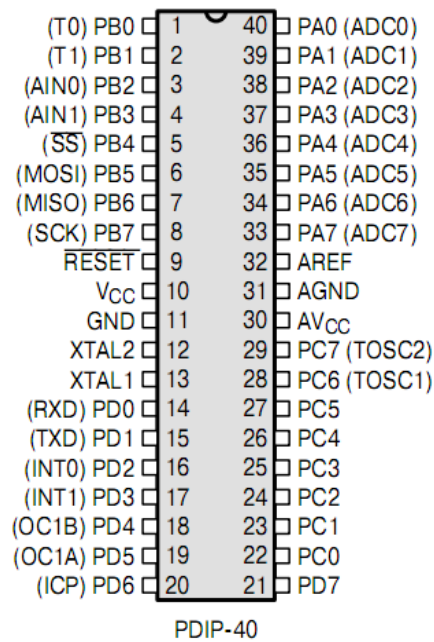 (T0) PB0 1 40 PA0 (ADC0)
(T1) PB1 2 39 PA1 (ADC1)
(AIN0) PB2 3 38 PA2 (ADC2)
(AIN1) PB3 4 37 PA3 (ADC3)
(S̅S̅) PB4 5 36 PA4 (ADC4)
(MOSI) PB5 6 35 PA5 (ADC5)
(MISO) PB6 7 34 PA6 (ADC6)
(SCK) PB7 8 33 PA7 (ADC7)
R̅E̅S̅E̅T̅ 9 32 AREF
VCC 10 31 AGND
GND 11 30 AVCC
XTAL2 12 29 PC7 (TOSC2)
XTAL1 13 28 PC6 (TOSC1)
(RXD) PD0 14 27 PC5
(TXD) PD1 15 26 PC4
(INT0) PD2 16 25 PC3
(INT1) PD3 17 24 PC2
(OC1B) PD4 18 23 PC1
(OC1A) PD5 19 22 PC0
(ICP) PD6 20 21 PD7
PDIP-40